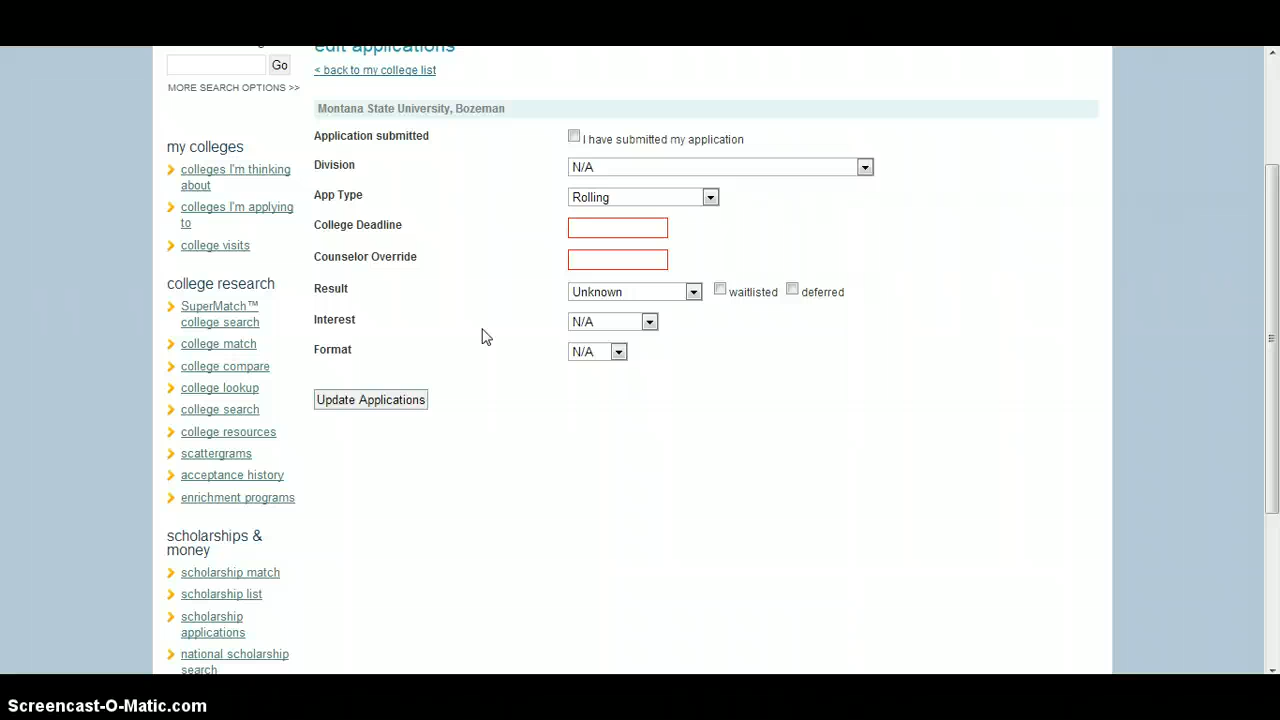 edit applications
Go
< back to my college list
MORE SEARCH OPTIONS >>
Montana State University, Bozeman
Application submitted
I have submitted my application
Division
N/A
App Type
Rolling
College Deadline
Counselor Override
Result
Unknown
waitlisted
deferred
Interest
N/A
Format
N/A
Update Applications
my colleges
colleges I'm thinking
about
colleges I'm applying
to
college visits
college research
SuperMatch™
college search
college match
college compare
college lookup
college search
college resources
scattergrams
acceptance history
enrichment programs
scholarships &
money
scholarship match
scholarship list
scholarship
applications
national scholarship
search
Screencast-O-Matic.com